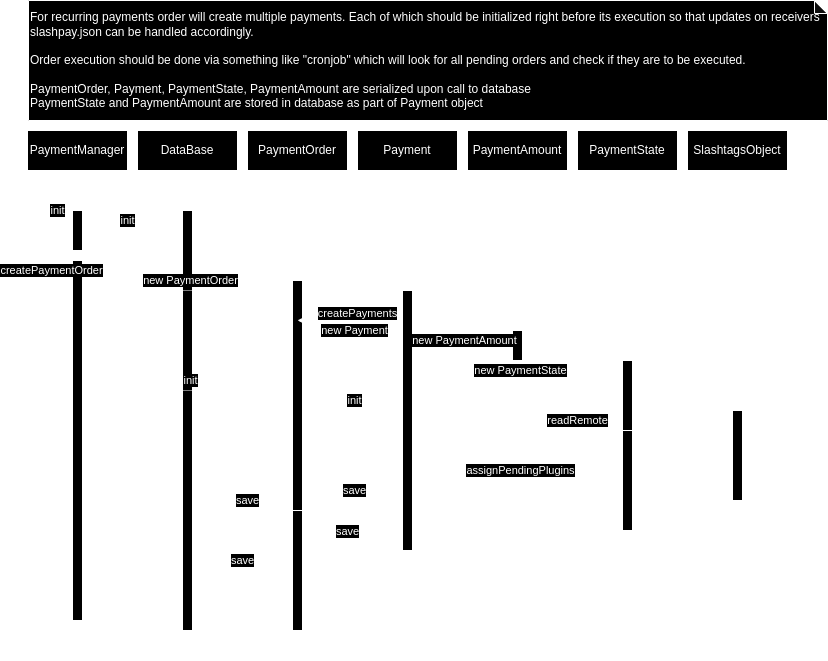 For recurring payments order will create multiple payments. Each of which should be initialized right before its execution so that updates on receivers
slashpay.json can be handled accordingly.
Order execution should be done via something like "cronjob" which will look for all pending orders and check if they are to be executed.
PaymentOrder, Payment, PaymentState, PaymentAmount are serialized upon call to database
PaymentState and PaymentAmount are stored in database as part of Payment object
PaymentManager
DataBase
PaymentOrder
Payment
PaymentAmount
PaymentState
SlashtagsObject
init
init
createPaymentOrder
new PaymentOrder
createPayments
new Payment
new PaymentAmount
new PaymentState
init
init
readRemote
assignPendingPlugins
save
save
save
save